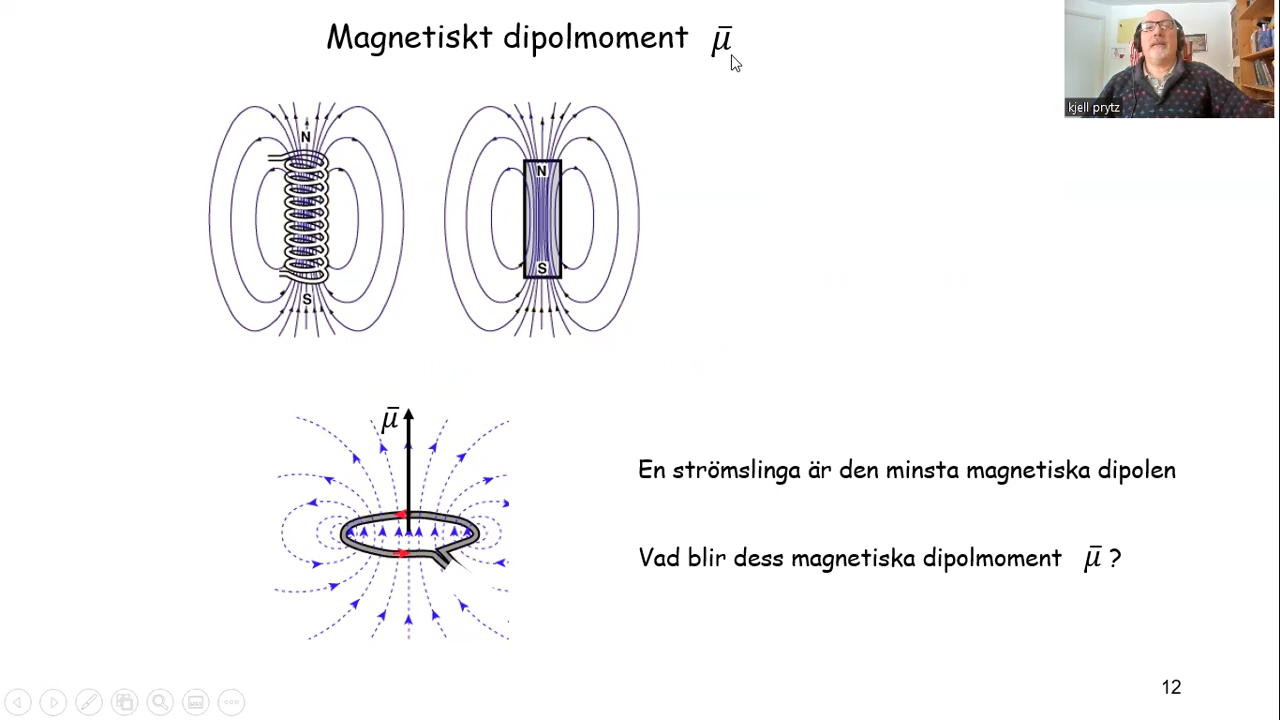 Magnetiskt dipolmoment μ̄
kjell prytz
N
S
N
S
μ̄
En strömslinga är den minsta magnetiska dipolen
Vad blir dess magnetiska dipolmoment μ̄ ?
12